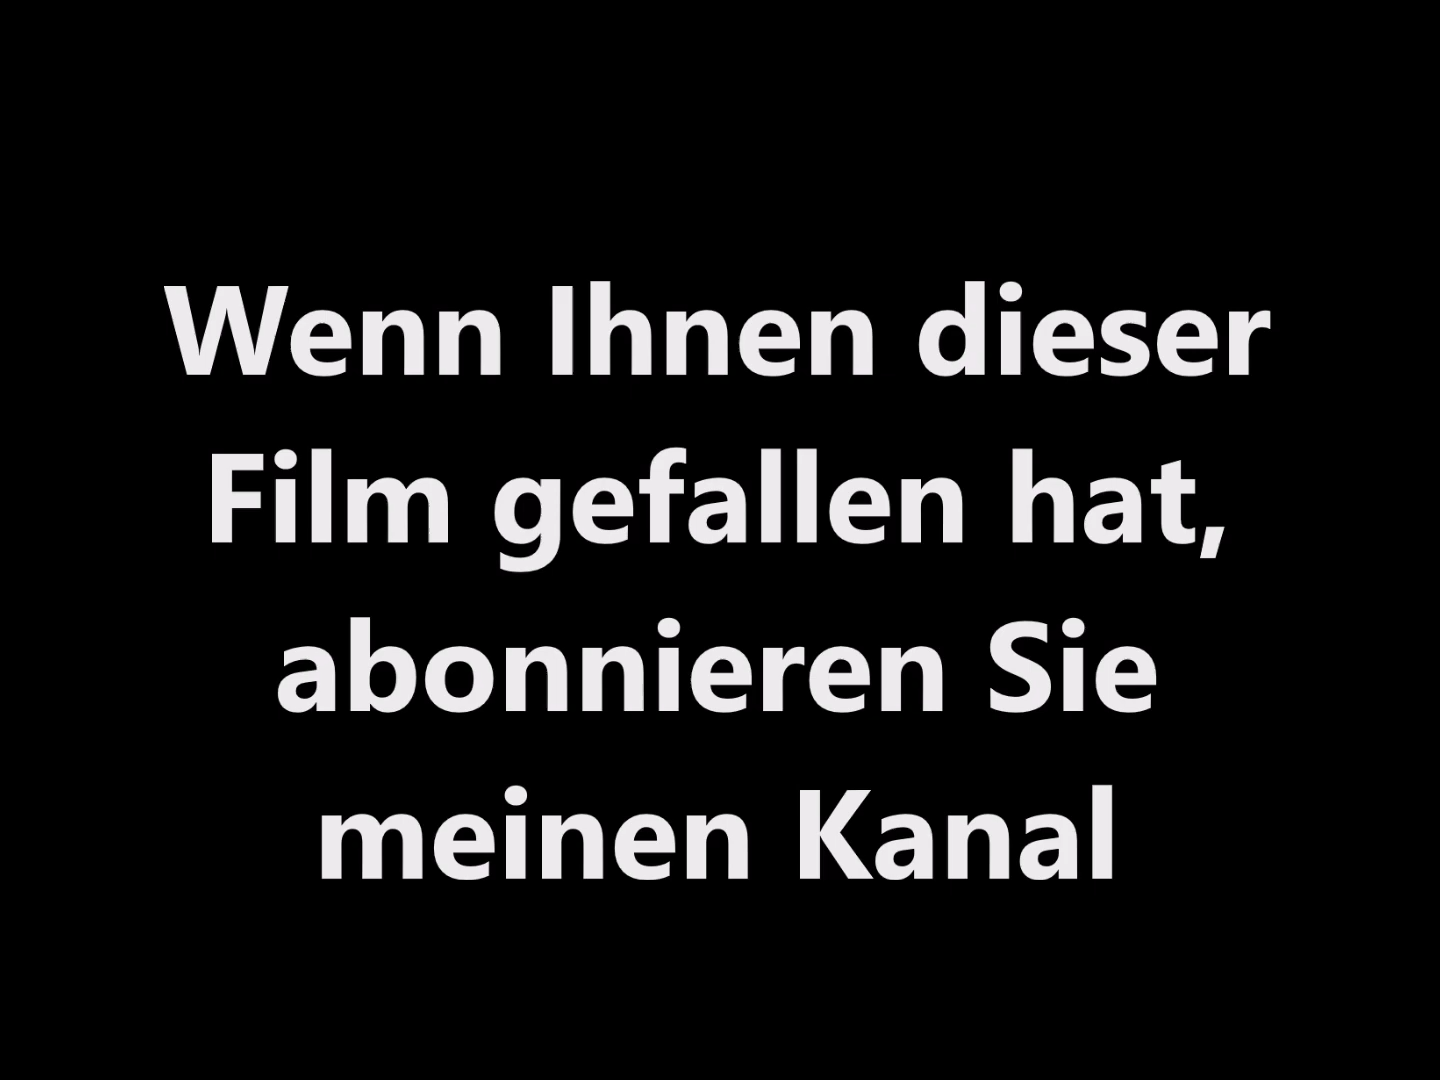 Wenn Ihnen dieser
Film gefallen hat,
abonnieren Sie
meinen Kanal